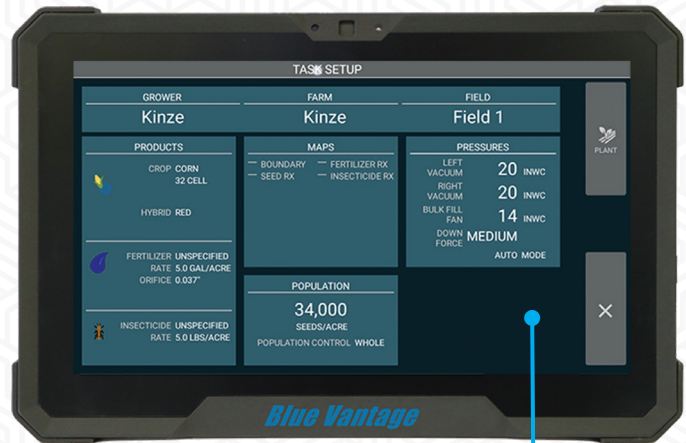 TASK SETUP
GROWER
Kinze
FARM
Kinze
FIELD
Field 1
PRODUCTS
CROP CORN
32 CELL
HYBRID RED
FERTILIZER UNSPECIFIED
RATE 5.0 GAL/ACRE
ORIFICE 0.037"
INSECTICIDE UNSPECIFIED
RATE 5.0 LBS/ACRE
MAPS
— BOUNDARY — FERTILIZER RX
— SEED RX — INSECTICIDE RX
POPULATION
34,000
SEEDS/ACRE
POPULATION CONTROL WHOLE
PRESSURES
LEFT
VACUUM 20 INWC
RIGHT
VACUUM 20 INWC
BULK FILL
FAN 14 INWC
DOWN
FORCE MEDIUM
AUTO MODE
PLANT
Blue Vantage